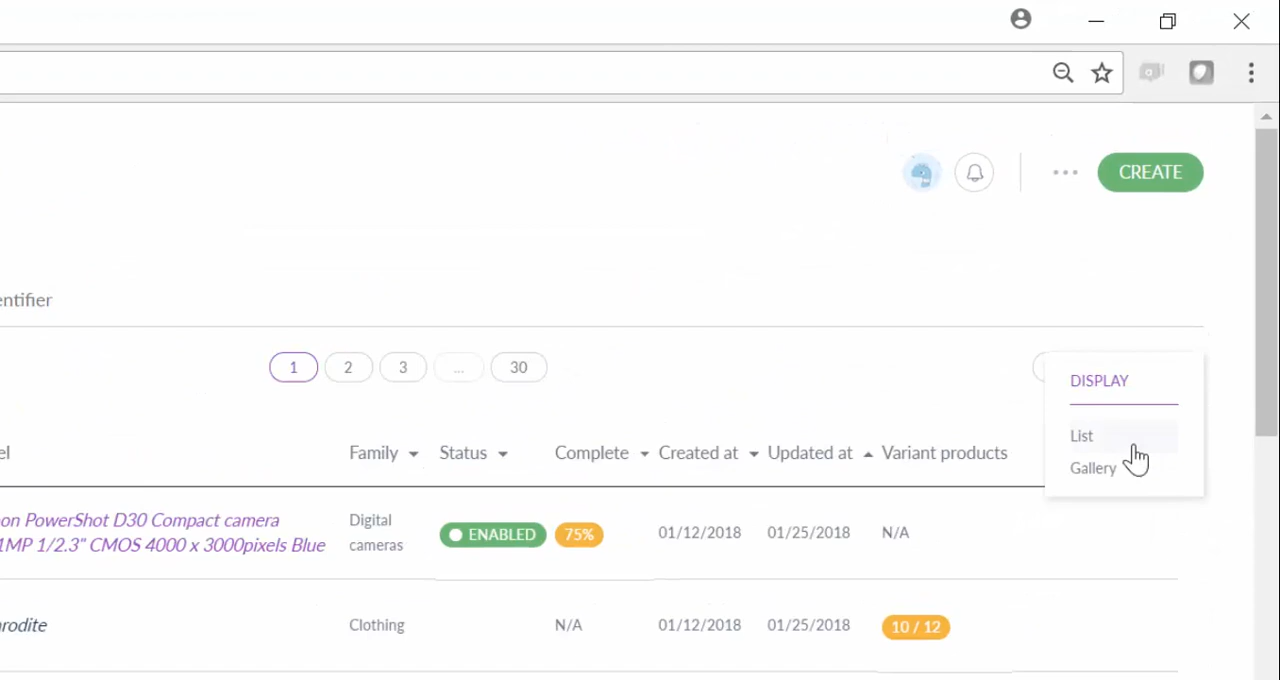 CREATE
entifier
1 2 3 ... 30
DISPLAY
List
Gallery
el Family Status Complete Created at Updated at Variant products
on PowerShot D30 Compact camera
1MP 1/2.3" CMOS 4000 x 3000pixels Blue
Digital
cameras
ENABLED 75% 01/12/2018 01/25/2018 N/A
rodite Clothing N/A 01/12/2018 01/25/2018 10 / 12